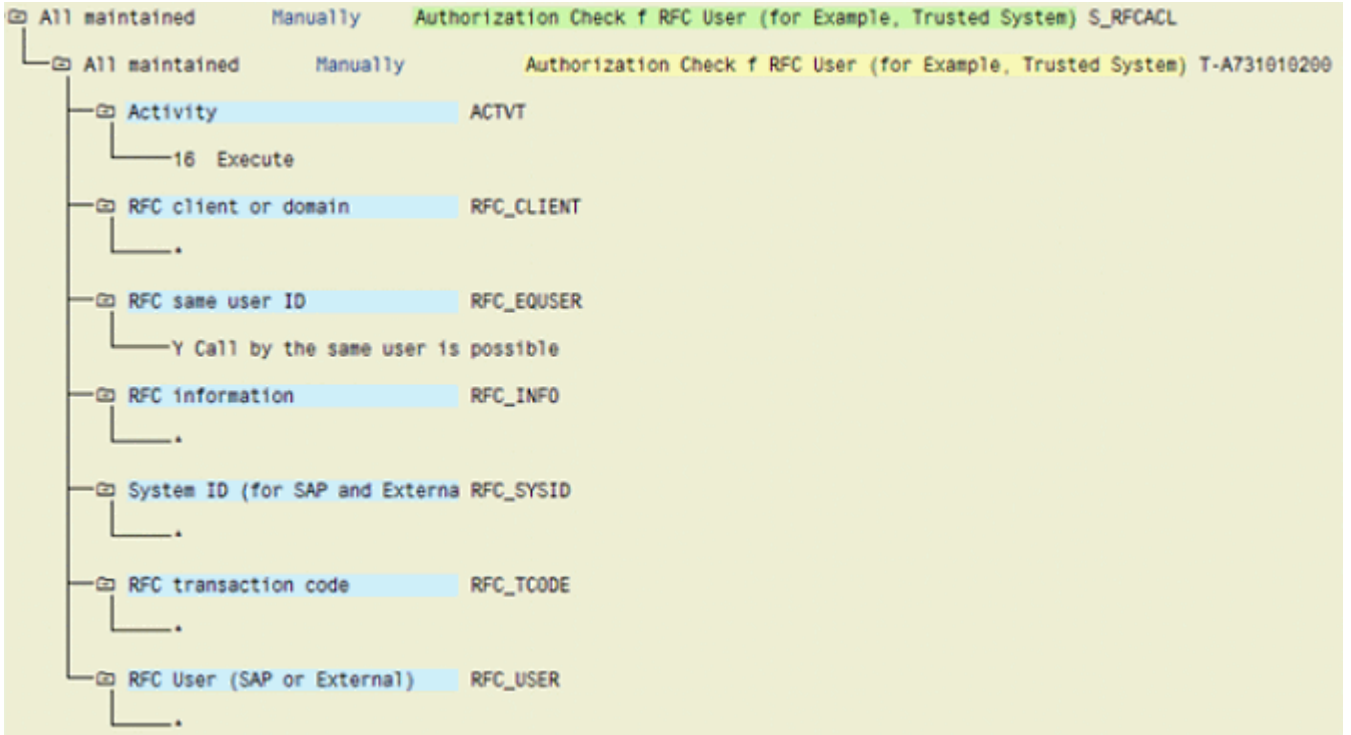 All maintained Manually Authorization Check f RFC User (for Example, Trusted System) S_RFCACL
All maintained Manually Authorization Check f RFC User (for Example, Trusted System) T-A731010200
Activity ACTVT
16 Execute
RFC client or domain RFC_CLIENT
*
RFC same user ID RFC_EQUSER
Y Call by the same user is possible
RFC information RFC_INFO
*
System ID (for SAP and Externa RFC_SYSID
*
RFC transaction code RFC_TCODE
*
RFC User (SAP or External) RFC_USER
*